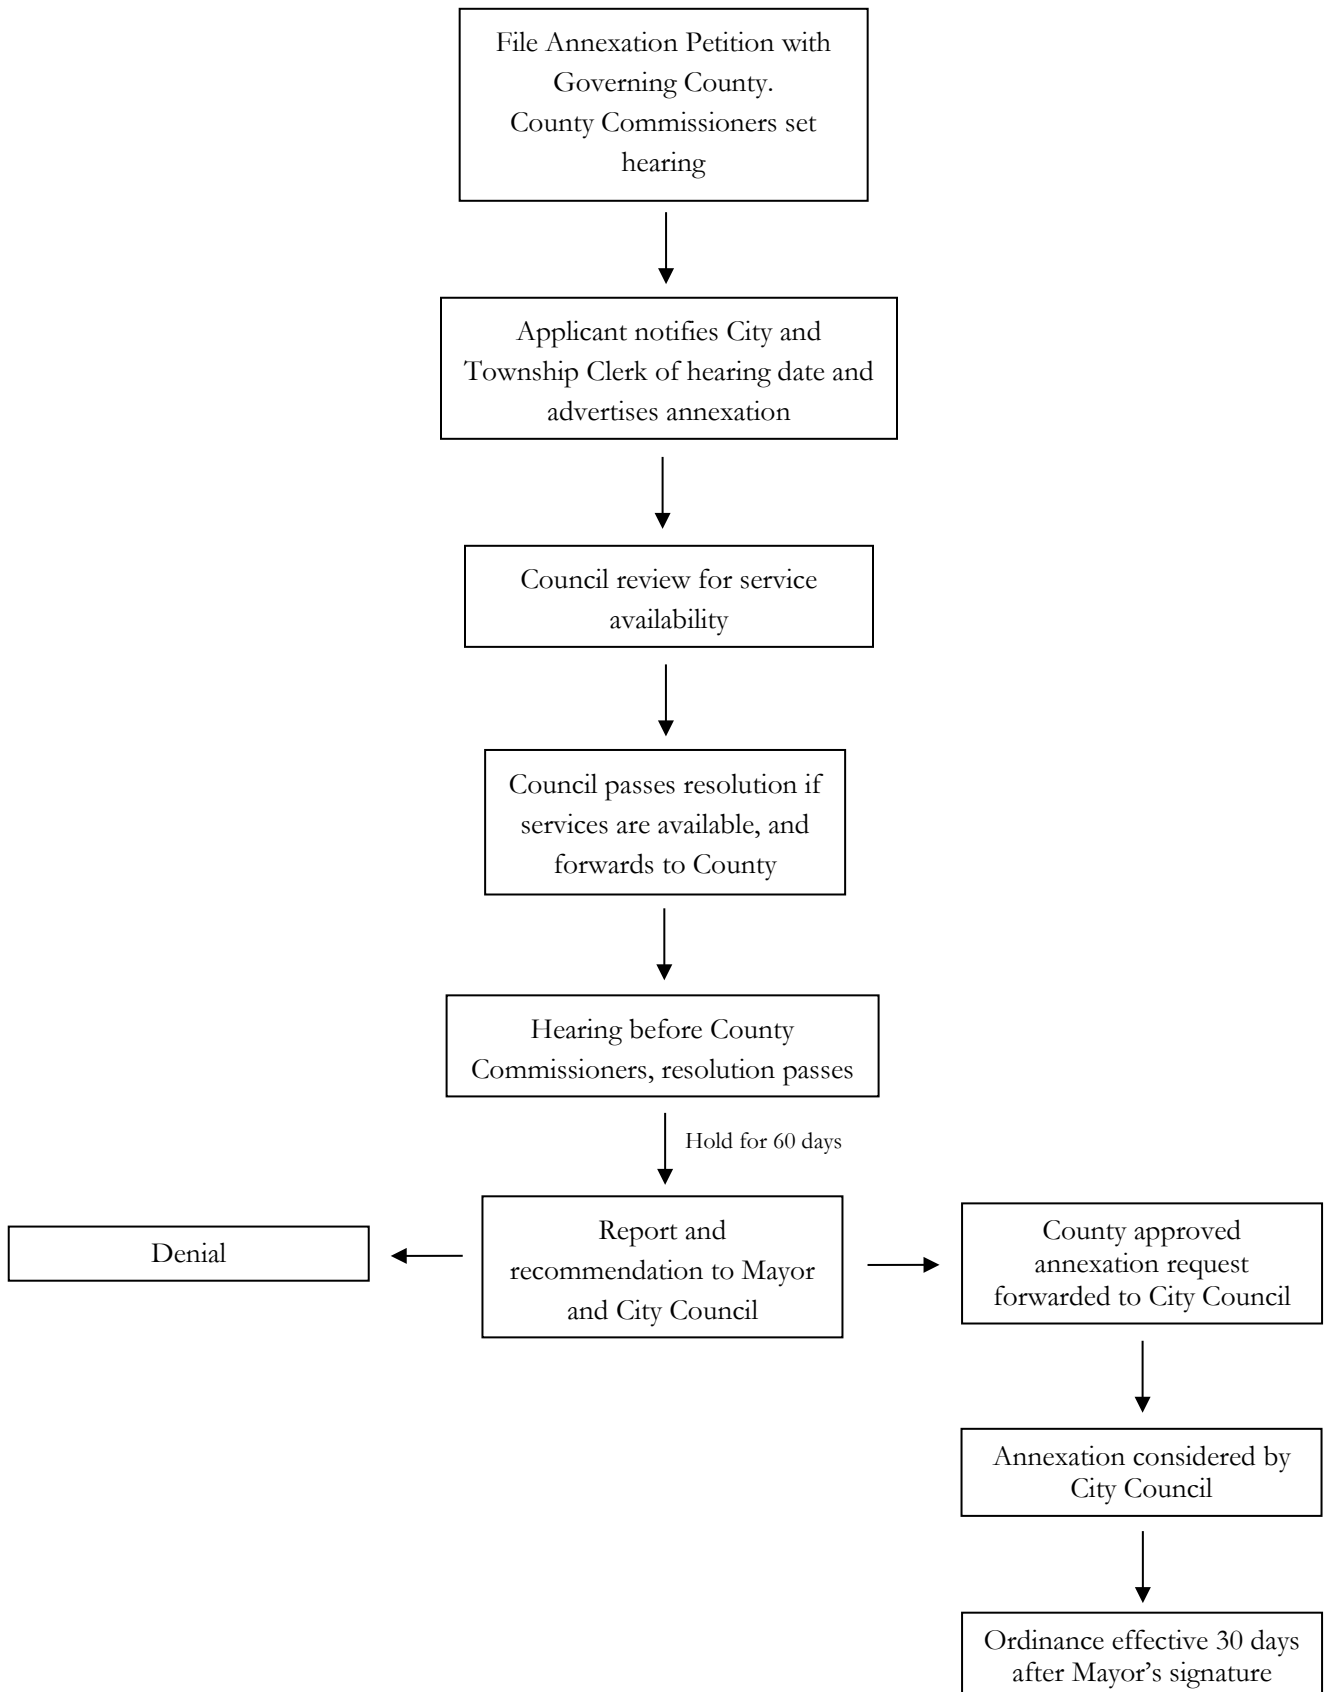 File Annexation Petition with
Governing County.
County Commissioners set
hearing
Applicant notifies City and
Township Clerk of hearing date and
advertises annexation
Council review for service
availability
Council passes resolution if
services are available, and
forwards to County
Hearing before County
Commissioners, resolution passes
Hold for 60 days
Denial
Report and
recommendation to Mayor
and City Council
County approved
annexation request
forwarded to City Council
Annexation considered by
City Council
Ordinance effective 30 days
after Mayor’s signature